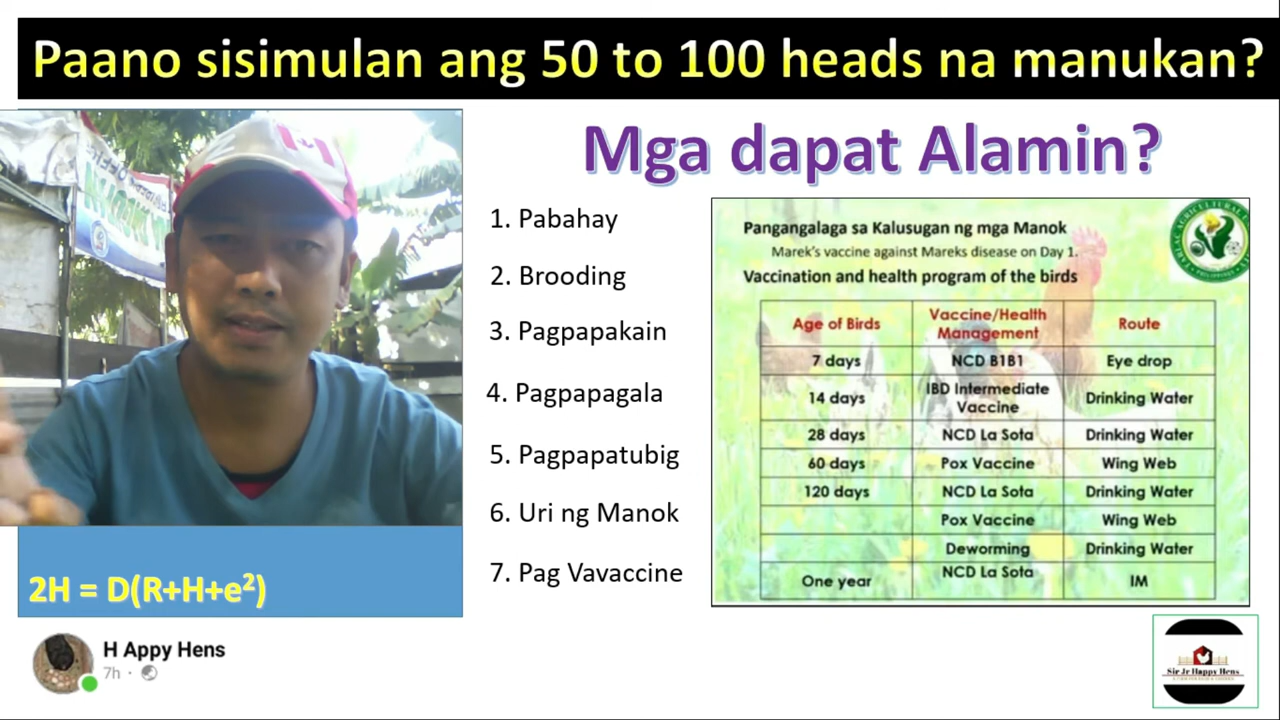 Paano sisimulan ang 50 to 100 heads na manukan?
Mga dapat Alamin?
1. Pabahay
2. Brooding
3. Pagpapakain
4. Pagpapagala
5. Pagpapatubig
6. Uri ng Manok
7. Pag Vavaccine
Pangangalaga sa Kalusugan ng mga Manok
Marek's vaccine against Mareks disease on Day 1.
Vaccination and health program of the birds
Age of Birds Vaccine/Health Management Route
7 days NCD B1B1 Eye drop
14 days IBD Intermediate Vaccine Drinking Water
28 days NCD La Sota Drinking Water
60 days Pox Vaccine Wing Web
120 days NCD La Sota Drinking Water
Pox Vaccine Wing Web
Deworming Drinking Water
One year NCD La Sota IM
2H = D(R+H+e²)
H Appy Hens
7h ·
Sir Jr Happy Hens